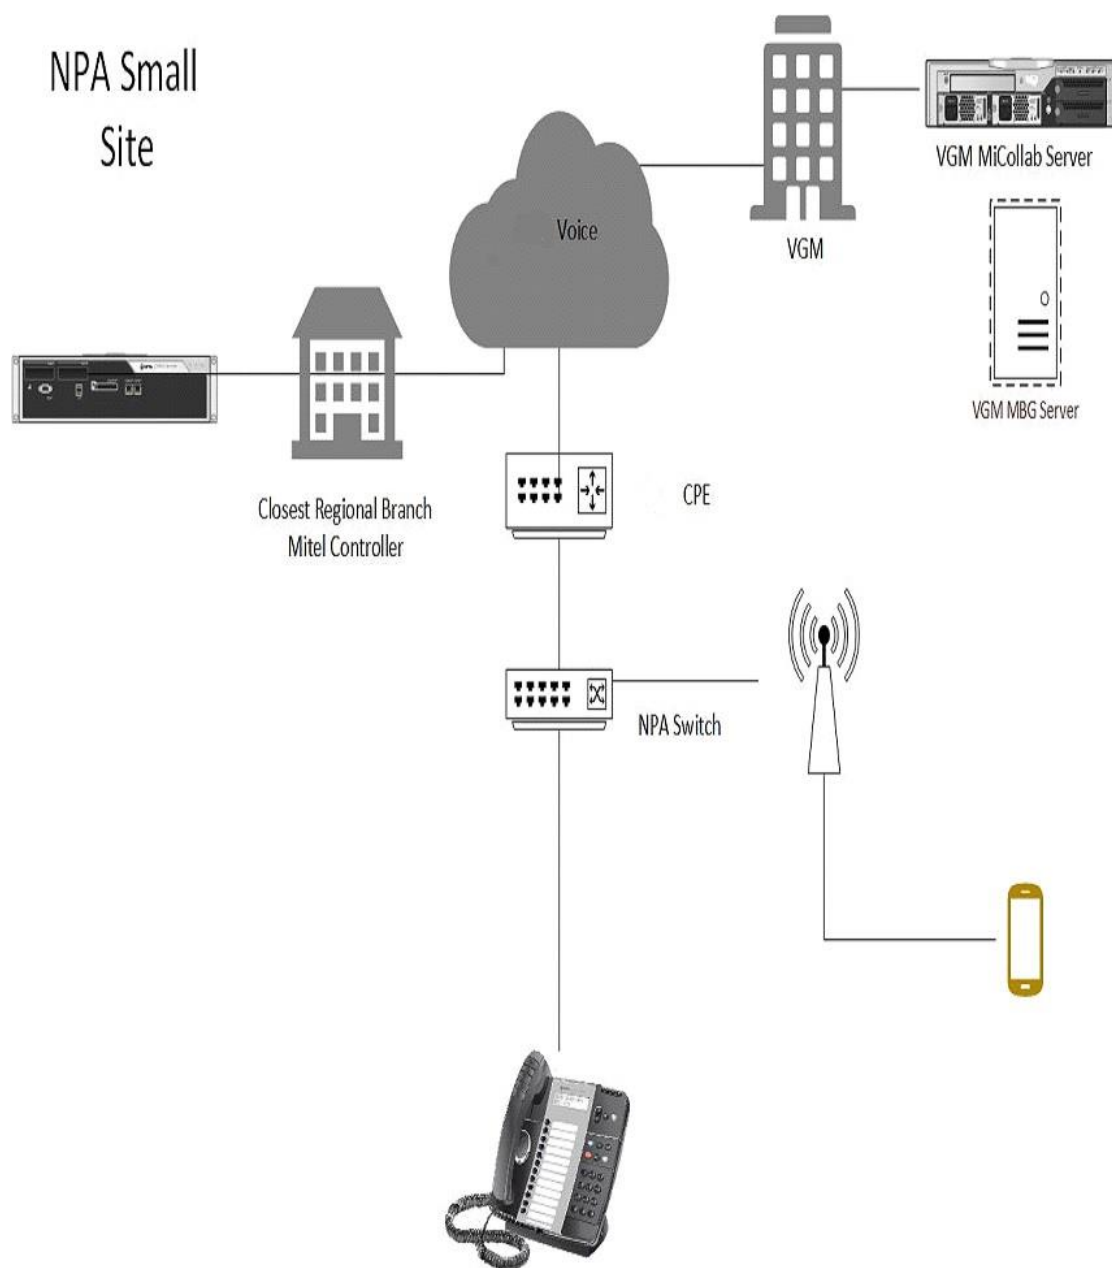 NPA Small
Site
VGM MiCollab Server
Voice
VGM
VGM MBG Server
Closest Regional Branch
Mitel Controller
CPE
NPA Switch